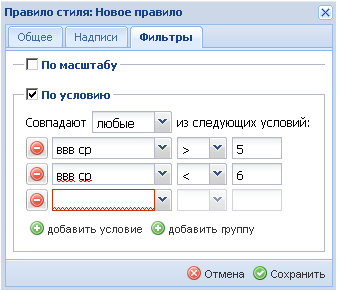 Правило стиля: Новое правило
Общее Надписи Фильтры
По масштабу
По условию
Совпадают любые из следующих условий:
ввв ср > 5
ввв ср < 6
добавить условие добавить группу
Отмена Сохранить